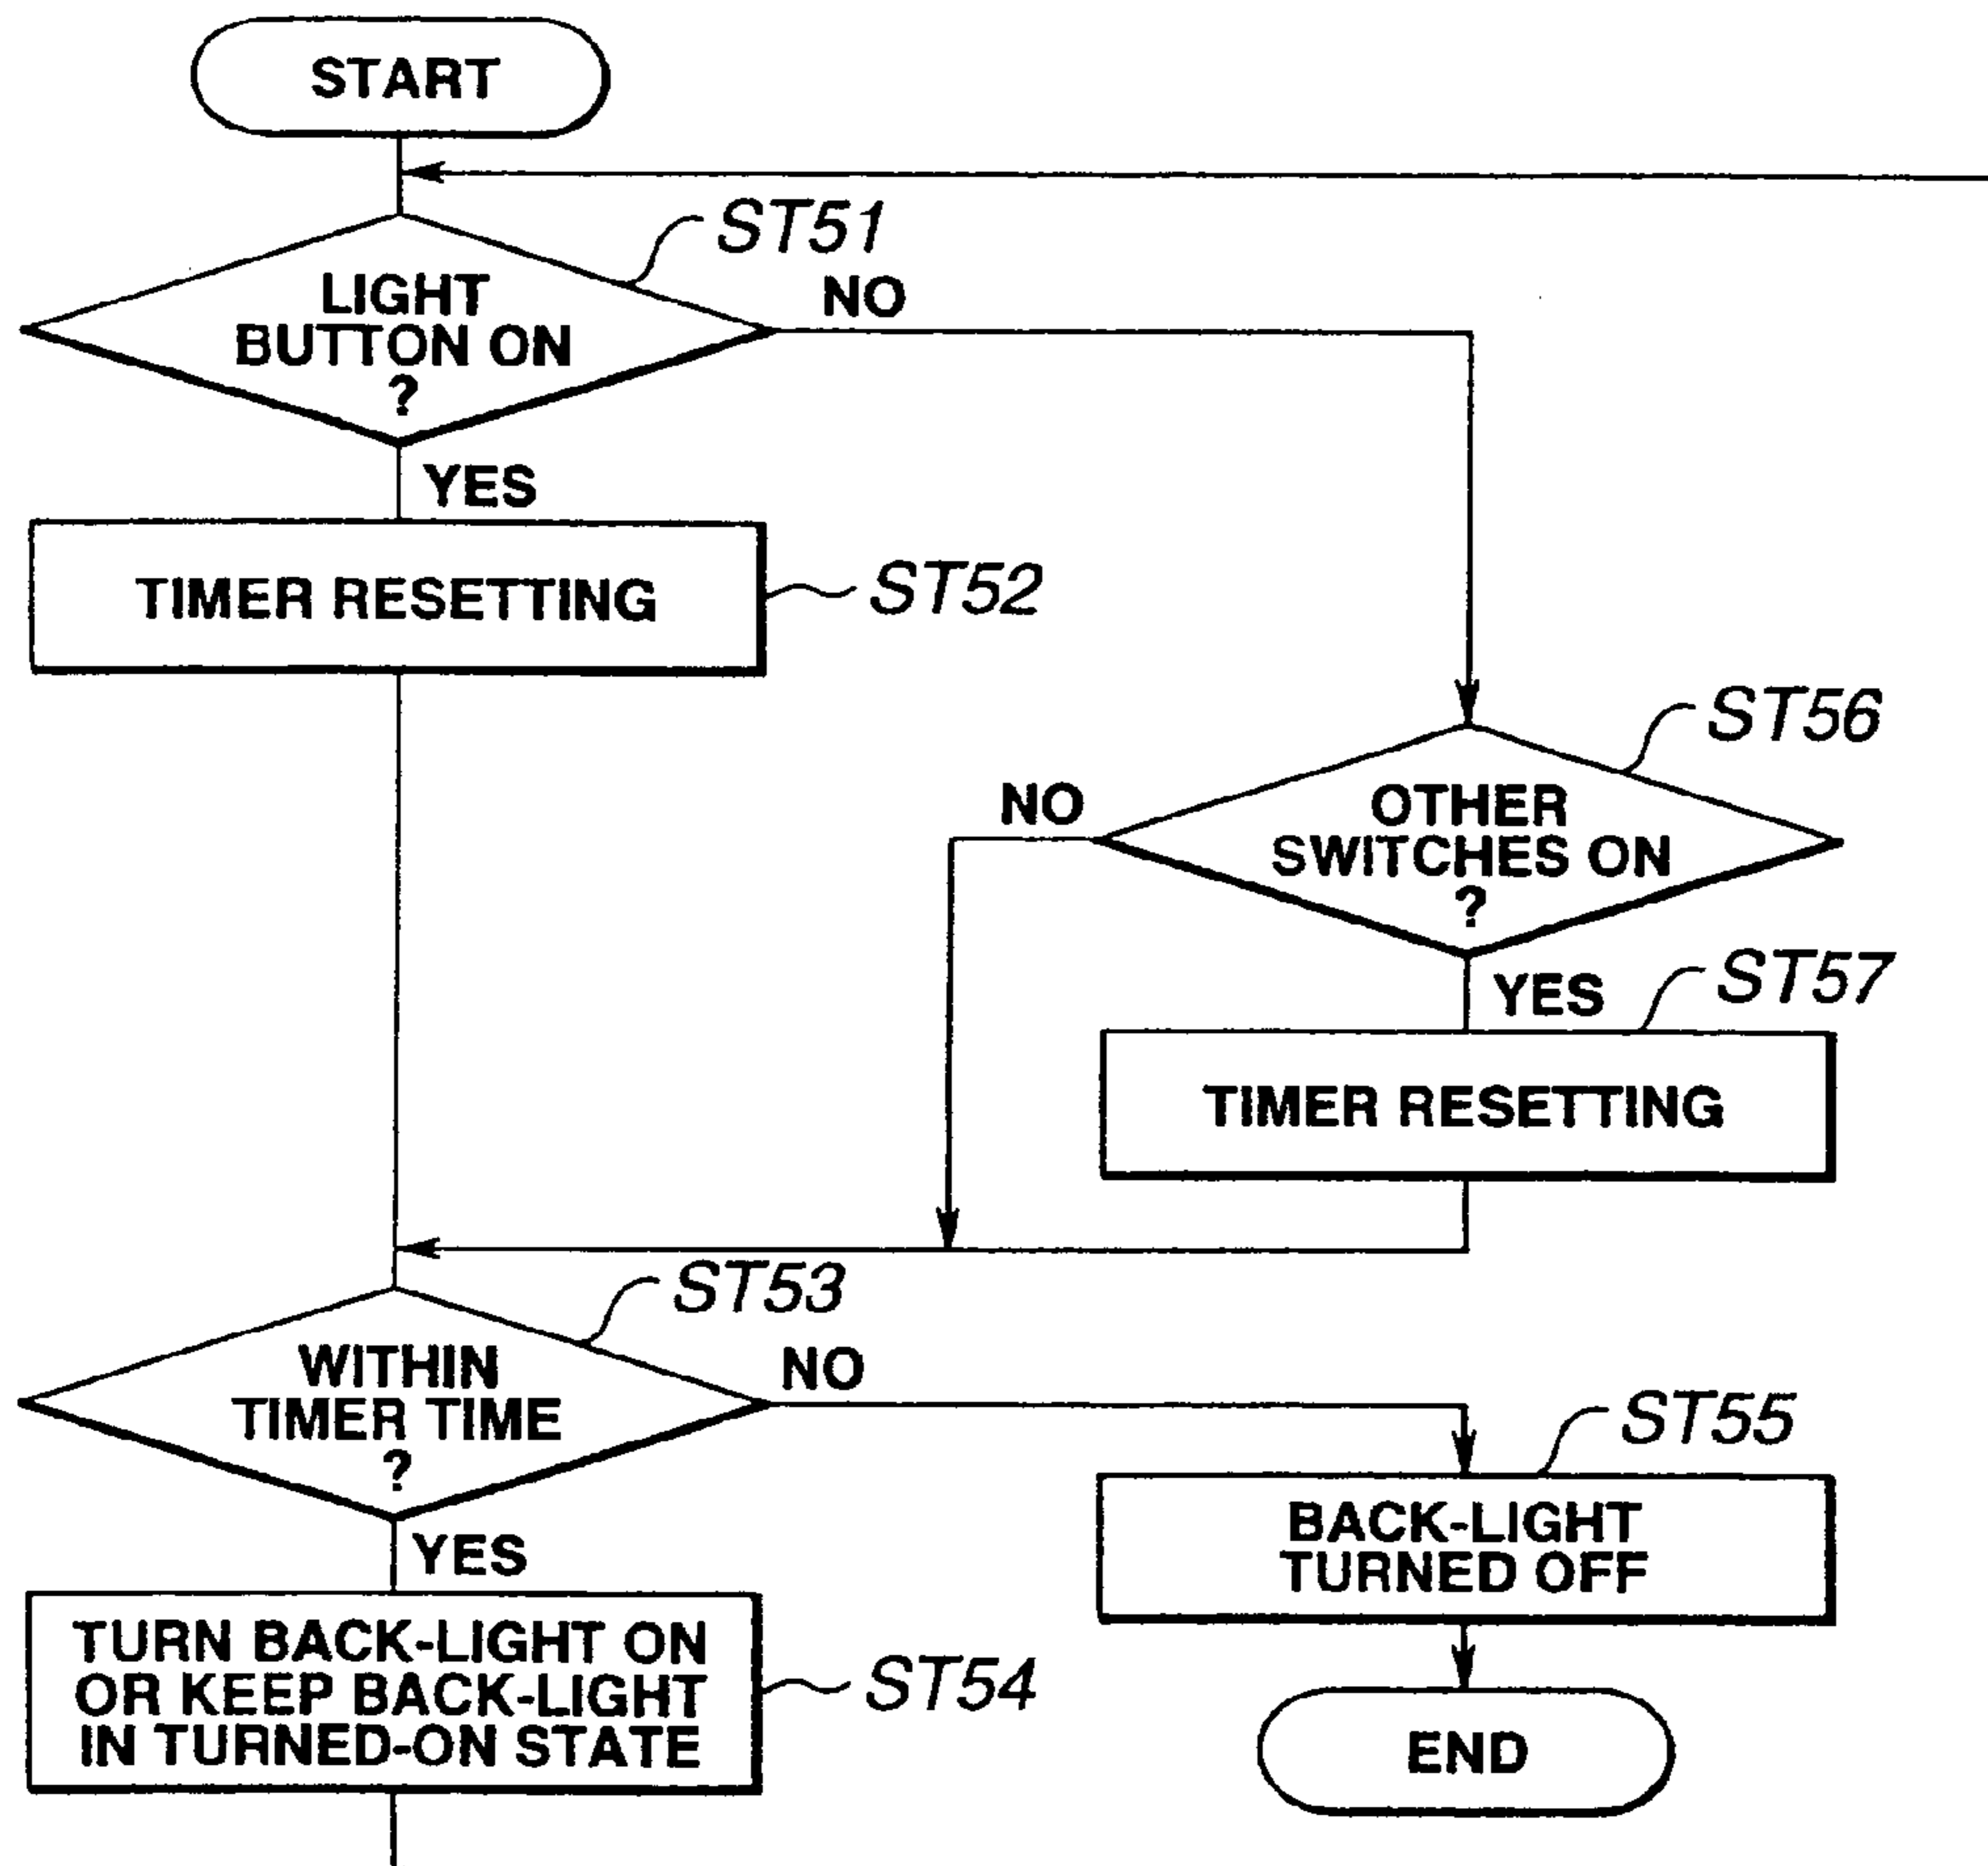 START
ST51
LIGHT
BUTTON ON
?
NO
YES
TIMER RESETTING
ST52
ST56
NO
OTHER
SWITCHES ON
?
YES
ST57
TIMER RESETTING
ST53
WITHIN
TIMER TIME
?
NO
YES
ST55
BACK-LIGHT
TURNED OFF
TURN BACK-LIGHT ON
OR KEEP BACK-LIGHT
IN TURNED-ON STATE
ST54
END